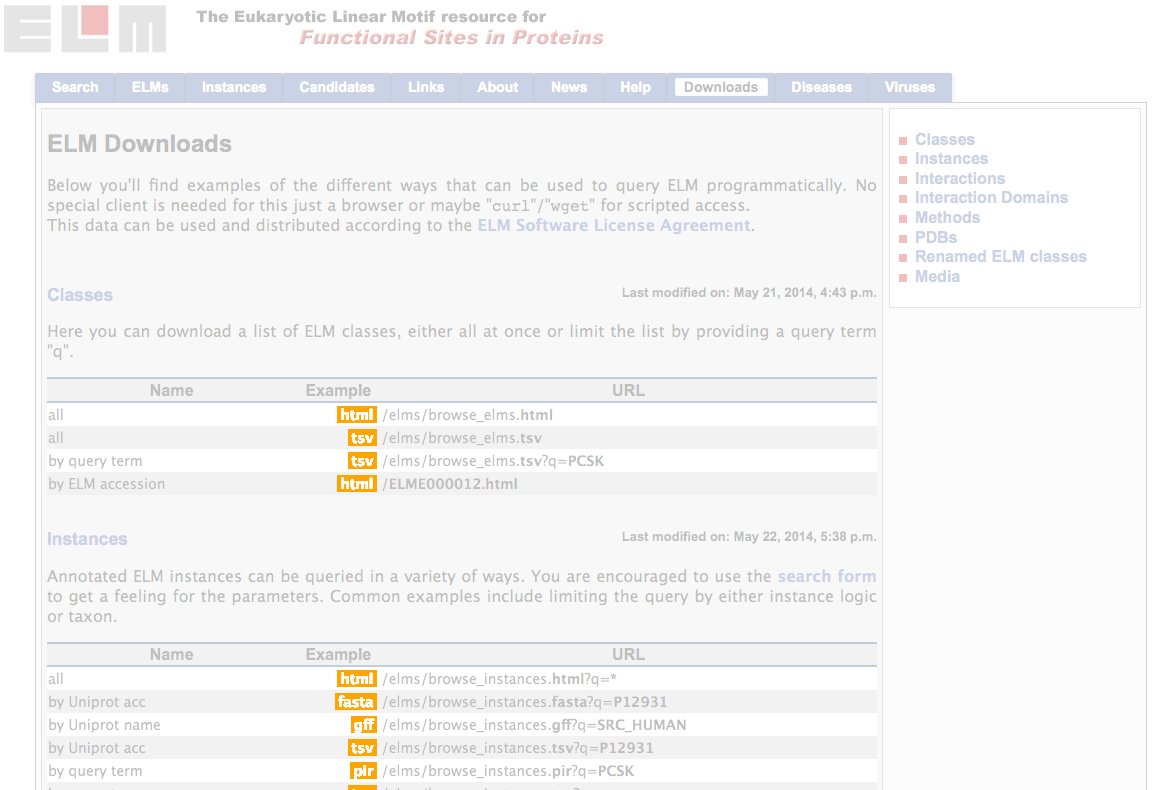 ELM
The Eukaryotic Linear Motif resource for
Functional Sites in Proteins
Search ELMs Instances Candidates Links About News Help Downloads Diseases Viruses
ELM Downloads
Below you'll find examples of the different ways that can be used to query ELM programmatically. No
special client is needed for this just a browser or maybe "curl"/"wget" for scripted access.
This data can be used and distributed according to the ELM Software License Agreement.
Classes
Last modified on: May 21, 2014, 4:43 p.m.
Here you can download a list of ELM classes, either all at once or limit the list by providing a query term
"q".
Name Example URL
all html /elms/browse_elms.html
all tsv /elms/browse_elms.tsv
by query term tsv /elms/browse_elms.tsv?q=PCSK
by ELM accession html /ELME000012.html
Instances
Last modified on: May 22, 2014, 5:38 p.m.
Annotated ELM instances can be queried in a variety of ways. You are encouraged to use the search form
to get a feeling for the parameters. Common examples include limiting the query by either instance logic
or taxon.
Name Example URL
all html /elms/browse_instances.html?q=*
by Uniprot acc fasta /elms/browse_instances.fasta?q=P12931
by Uniprot name gff /elms/browse_instances.gff?q=SRC_HUMAN
by Uniprot acc tsv /elms/browse_instances.tsv?q=P12931
by query term pir /elms/browse_instances.pir?q=PCSK
Classes
Instances
Interactions
Interaction Domains
Methods
PDBs
Renamed ELM classes
Media